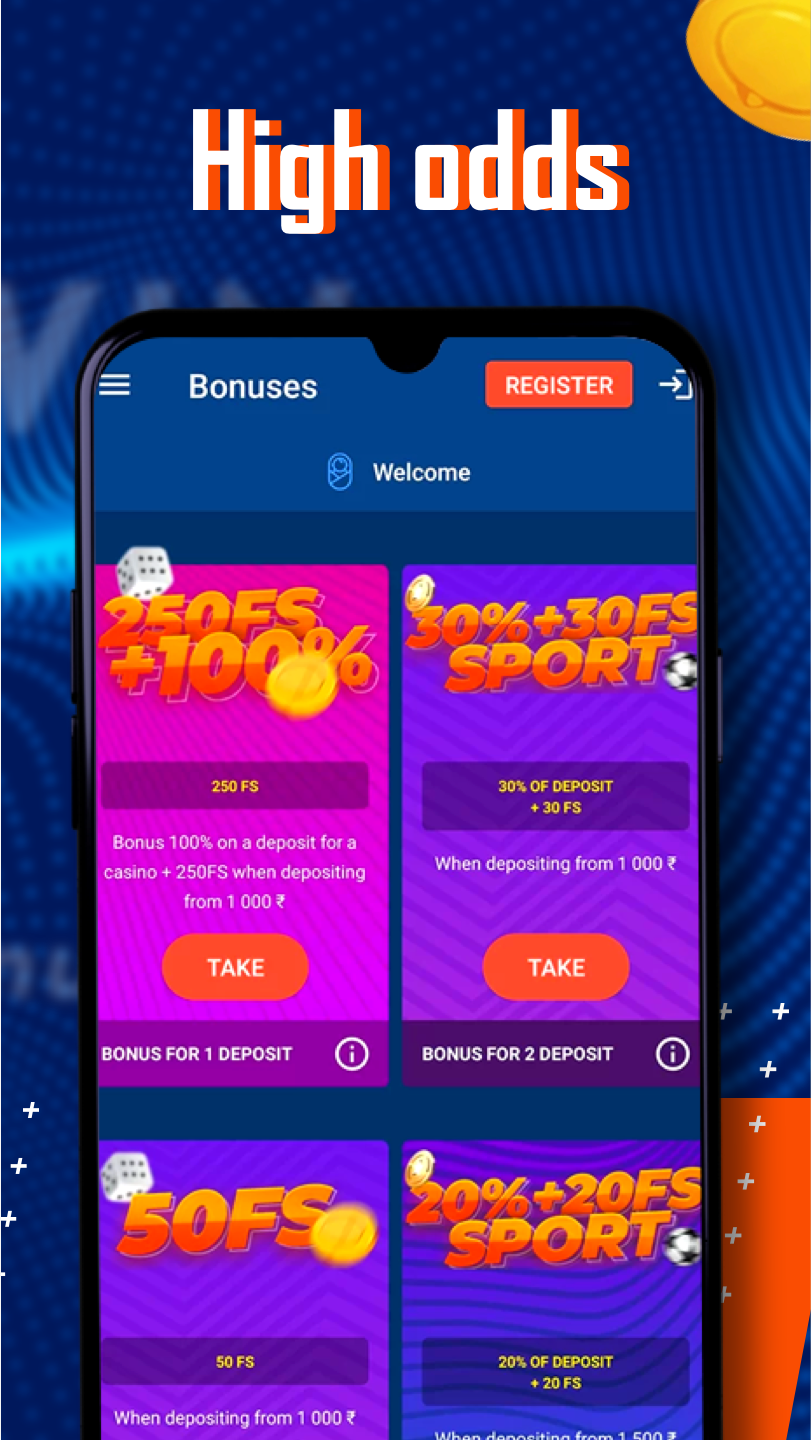 High odds
Bonuses
REGISTER
Welcome
250FS
+100%
250 FS
Bonus 100% on a deposit for a
casino + 250FS when depositing
from 1 000 ₹
TAKE
BONUS FOR 1 DEPOSIT
30%+30FS
SPORT
30% OF DEPOSIT
+ 30 FS
When depositing from 1 000 ₹
TAKE
BONUS FOR 2 DEPOSIT
50FS
50 FS
When depositing from 1 000 ₹
20%+20FS
SPORT
20% OF DEPOSIT
+ 20 FS
When depositing from 1 500 ₹